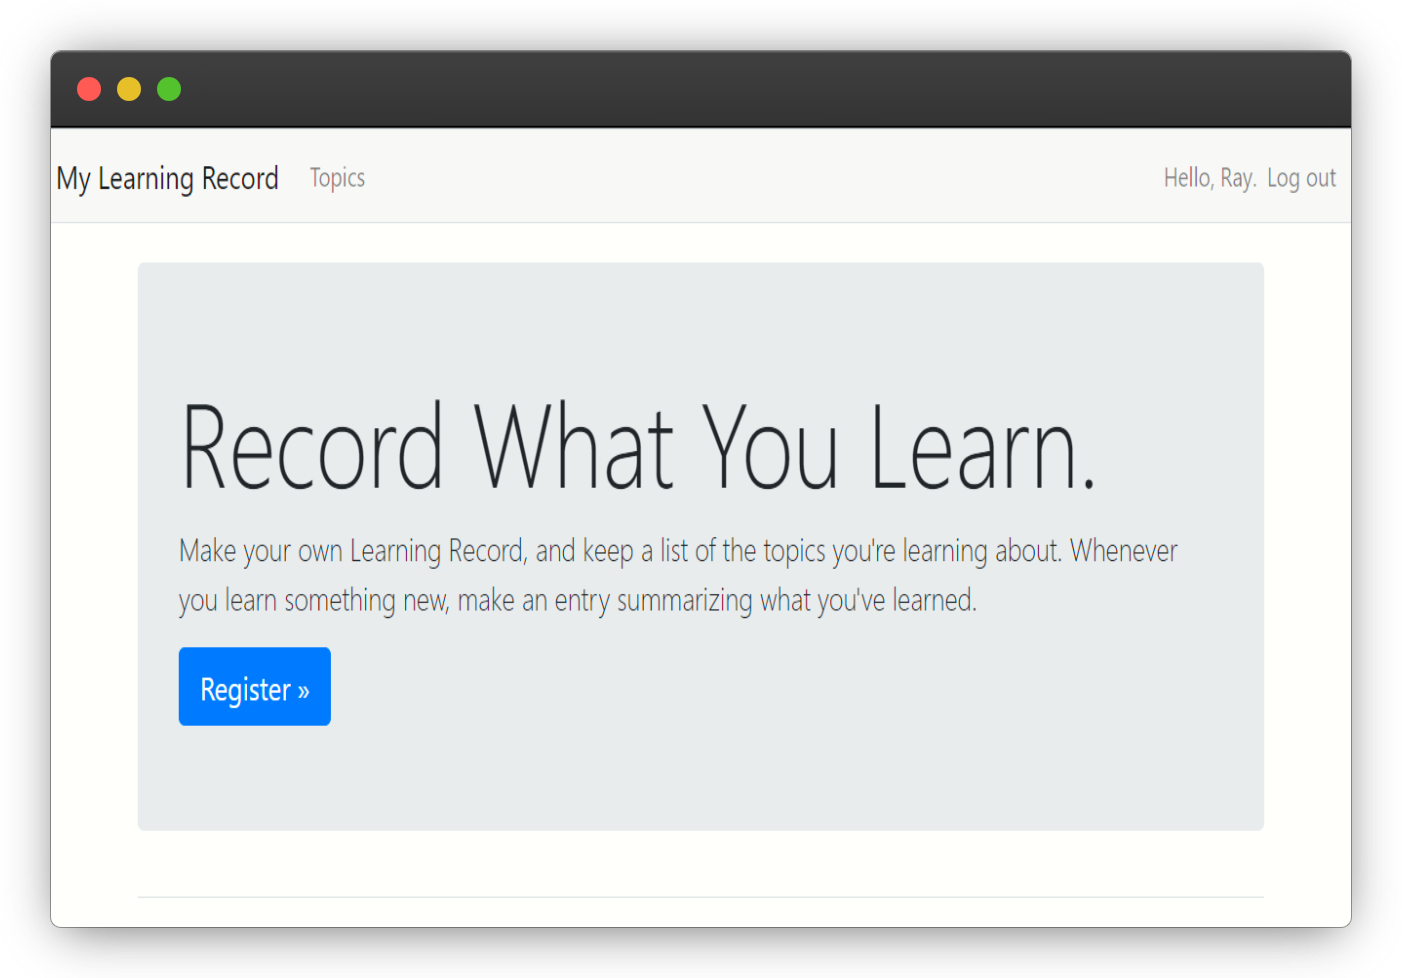 My Learning Record Topics Hello, Ray. Log out
Record What You Learn.
Make your own Learning Record, and keep a list of the topics you're learning about. Whenever
you learn something new, make an entry summarizing what you've learned.
Register »